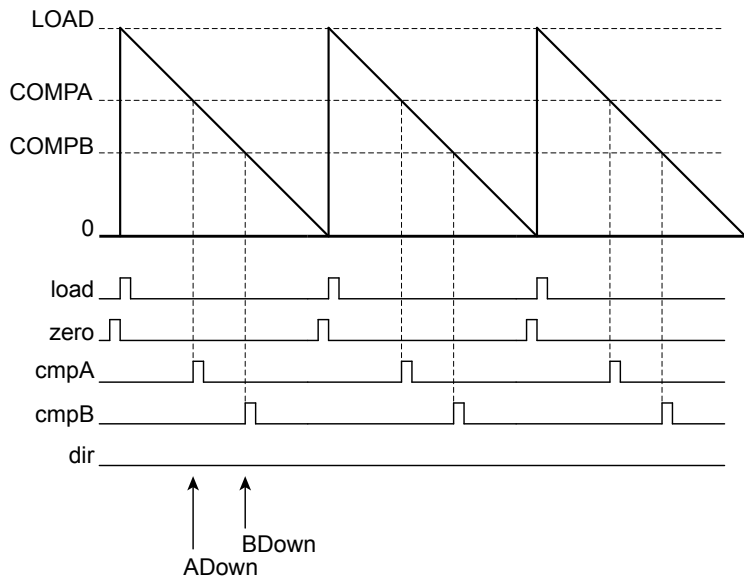 LOAD
COMPA
COMPB
0
load
zero
cmpA
cmpB
dir
BDown
ADown